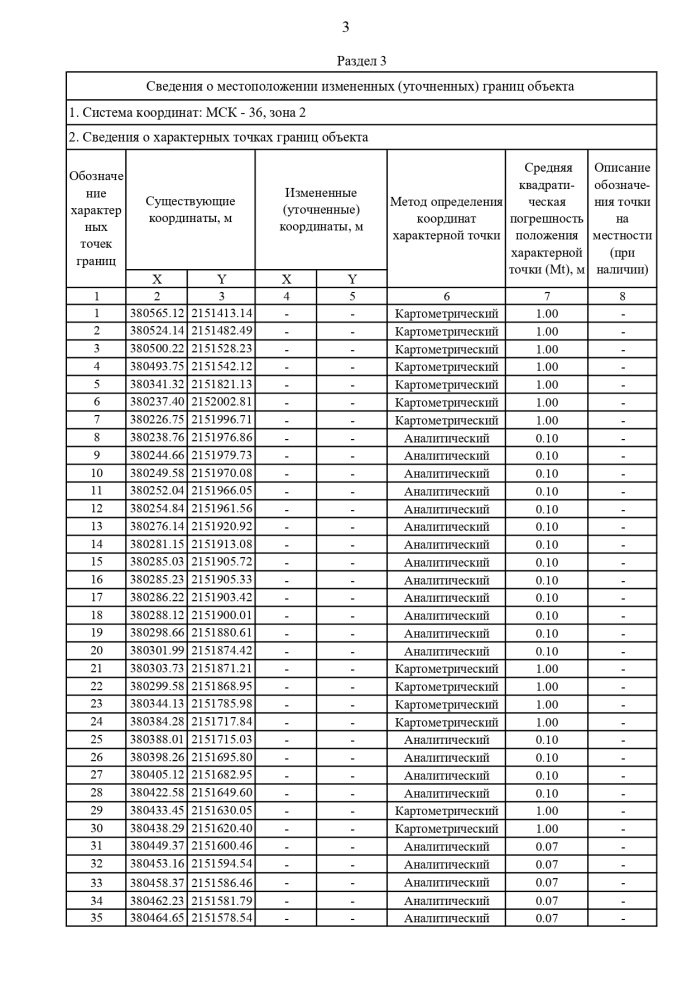 3
Раздел 3
Сведения о местоположении измененных (уточненных) границ объекта
1. Система координат: МСК - 36, зона 2
2. Сведения о характерных точках границ объекта
Обозначе
ние
характер
ных
точек
границ
Существующие
координаты, м
Измененные
(уточненные)
координаты, м
Метод определения
координат
характерной точки
Средняя
квадрати-
ческая
погрешность
положения
характерной
точки (Mt), м
Описание
обозначе-
ния точки
на
местности
(при
наличии)
X Y X Y
1 2 3 4 5 6 7 8
1 380565.12 2151413.14 - - Картометрический 1.00 -
2 380524.14 2151482.49 - - Картометрический 1.00 -
3 380500.22 2151528.23 - - Картометрический 1.00 -
4 380493.75 2151542.12 - - Картометрический 1.00 -
5 380341.32 2151821.13 - - Картометрический 1.00 -
6 380237.40 2152002.81 - - Картометрический 1.00 -
7 380226.75 2151996.71 - - Картометрический 1.00 -
8 380238.76 2151976.86 - - Аналитический 0.10 -
9 380244.66 2151979.73 - - Аналитический 0.10 -
10 380249.58 2151970.08 - - Аналитический 0.10 -
11 380252.04 2151966.05 - - Аналитический 0.10 -
12 380254.84 2151961.56 - - Аналитический 0.10 -
13 380276.14 2151920.92 - - Аналитический 0.10 -
14 380281.15 2151913.08 - - Аналитический 0.10 -
15 380285.03 2151905.72 - - Аналитический 0.10 -
16 380285.23 2151905.33 - - Аналитический 0.10 -
17 380286.22 2151903.42 - - Аналитический 0.10 -
18 380288.12 2151900.01 - - Аналитический 0.10 -
19 380298.66 2151880.61 - - Аналитический 0.10 -
20 380301.99 2151874.42 - - Аналитический 0.10 -
21 380303.73 2151871.21 - - Картометрический 1.00 -
22 380299.58 2151868.95 - - Картометрический 1.00 -
23 380344.13 2151785.98 - - Картометрический 1.00 -
24 380384.28 2151717.84 - - Картометрический 1.00 -
25 380388.01 2151715.03 - - Аналитический 0.10 -
26 380398.26 2151695.80 - - Аналитический 0.10 -
27 380405.12 2151682.95 - - Аналитический 0.10 -
28 380422.58 2151649.60 - - Аналитический 0.10 -
29 380433.45 2151630.05 - - Картометрический 1.00 -
30 380438.29 2151620.40 - - Картометрический 1.00 -
31 380449.37 2151600.46 - - Аналитический 0.07 -
32 380453.16 2151594.54 - - Аналитический 0.07 -
33 380458.37 2151586.46 - - Аналитический 0.07 -
34 380462.23 2151581.79 - - Аналитический 0.07 -
35 380464.65 2151578.54 - - Аналитический 0.07 -